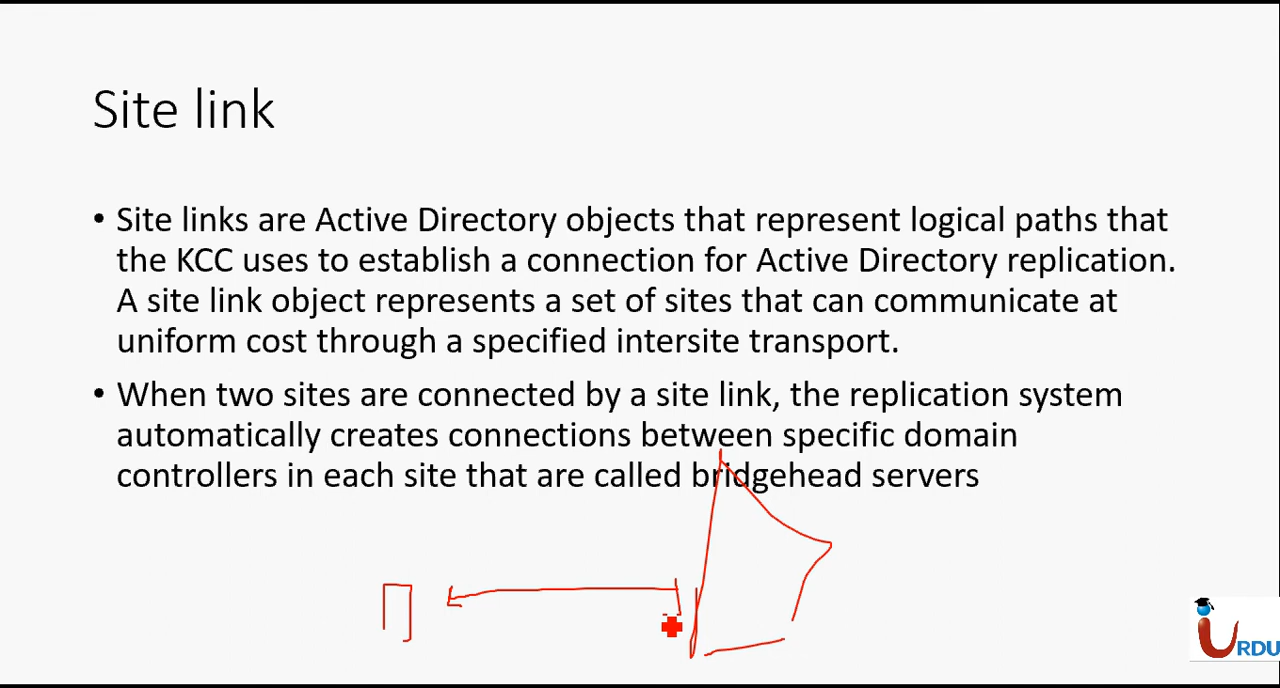 Site link
• Site links are Active Directory objects that represent logical paths that
the KCC uses to establish a connection for Active Directory replication.
A site link object represents a set of sites that can communicate at
uniform cost through a specified intersite transport.
• When two sites are connected by a site link, the replication system
automatically creates connections between specific domain
controllers in each site that are called bridgehead servers
iURDU